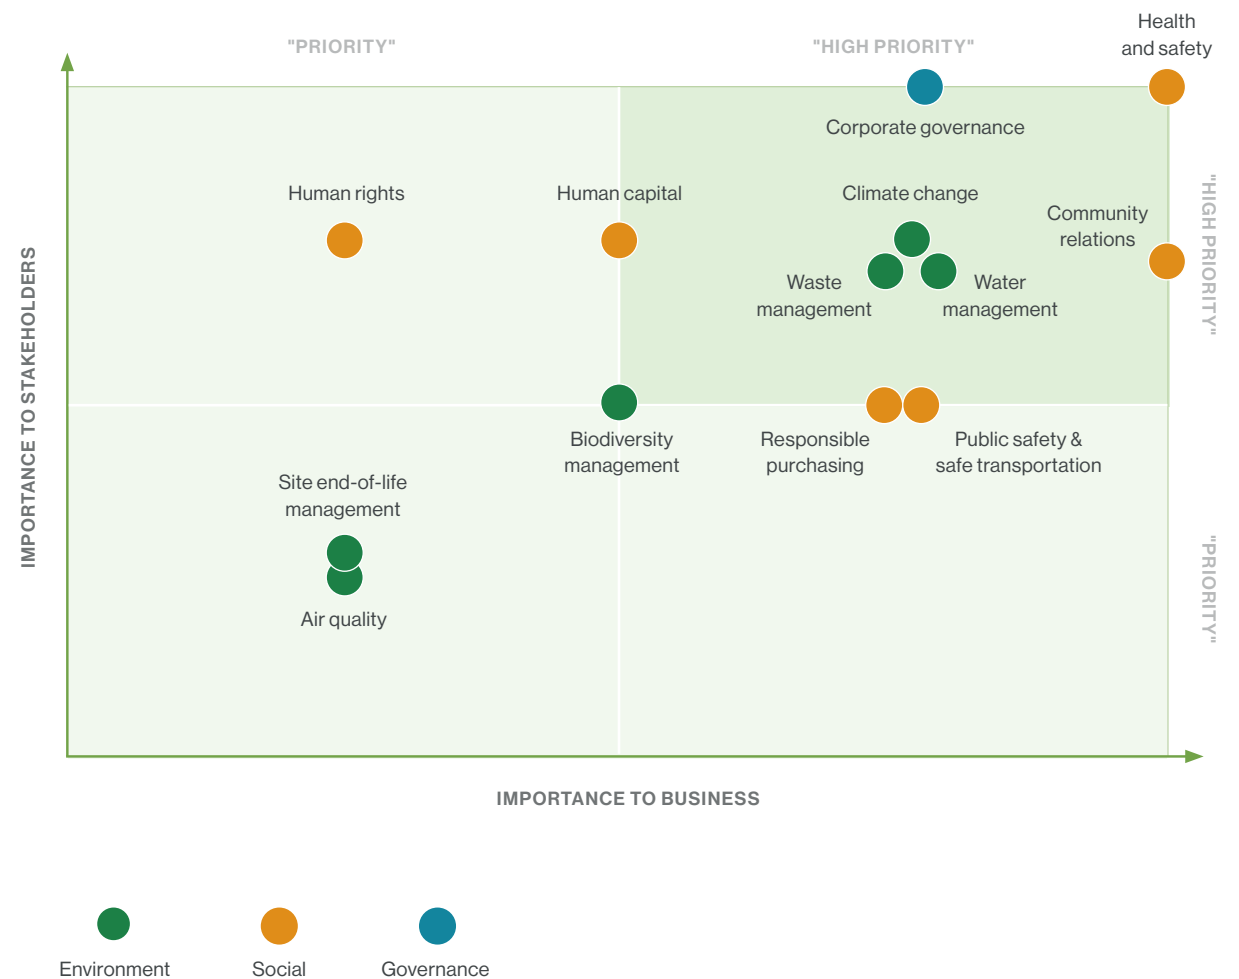 "PRIORITY"
"HIGH PRIORITY"
Health
and safety
Corporate governance
Human rights
Human capital
Climate change
Community
relations
"HIGH PRIORITY"
Waste
management
Water
management
IMPORTANCE TO STAKEHOLDERS
Biodiversity
management
Responsible
purchasing
Public safety &
safe transportation
Site end-of-life
management
Air quality
"PRIORITY"
IMPORTANCE TO BUSINESS
Environment
Social
Governance